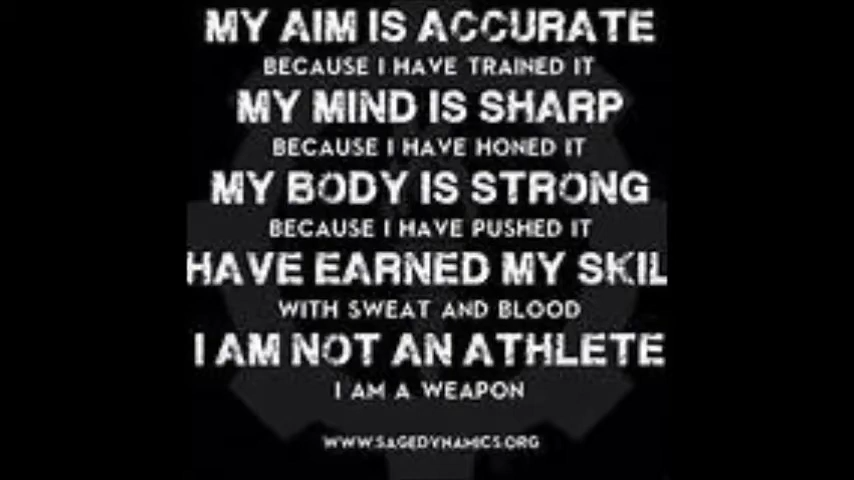 MY AIM IS ACCURATE
BECAUSE I HAVE TRAINED IT
MY MIND IS SHARP
BECAUSE I HAVE HONED IT
MY BODY IS STRONG
BECAUSE I HAVE PUSHED IT
HAVE EARNED MY SKIL
WITH SWEAT AND BLOOD
I AM NOT AN ATHLETE
I AM A WEAPON
WWW.SAGEDYNAMICS.ORG